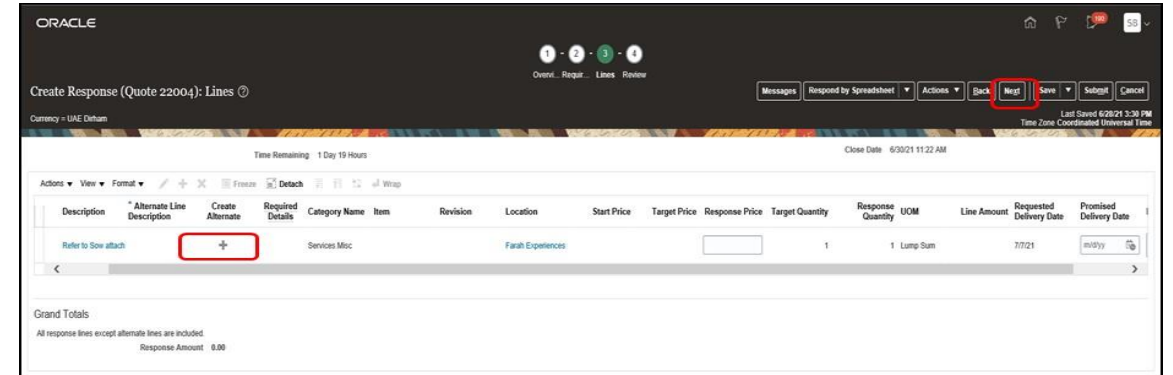 ORACLE
190
SB
1 2 3 4
Overvi... Requir... Lines Review
Create Response (Quote 22004): Lines ?
Messages Respond by Spreadsheet Actions Back Next Save Submit Cancel
Currency = UAE Dirham
Last Saved 6/28/21 3:30 PM
Time Zone Coordinated Universal Time
Time Remaining 1 Day 19 Hours
Close Date 6/30/21 11:22 AM
Actions View Format Freeze Detach Wrap
Description * Alternate Line Description Create Alternate Required Details Category Name Item Revision Location Start Price Target Price Response Price Target Quantity Response Quantity UOM Line Amount Requested Delivery Date Promised Delivery Date
Refer to Sow attach + Services Misc Farah Experiences 1 1 Lump Sum 7/7/21 m/d/yy
Grand Totals
All response lines except alternate lines are included.
Response Amount 0.00